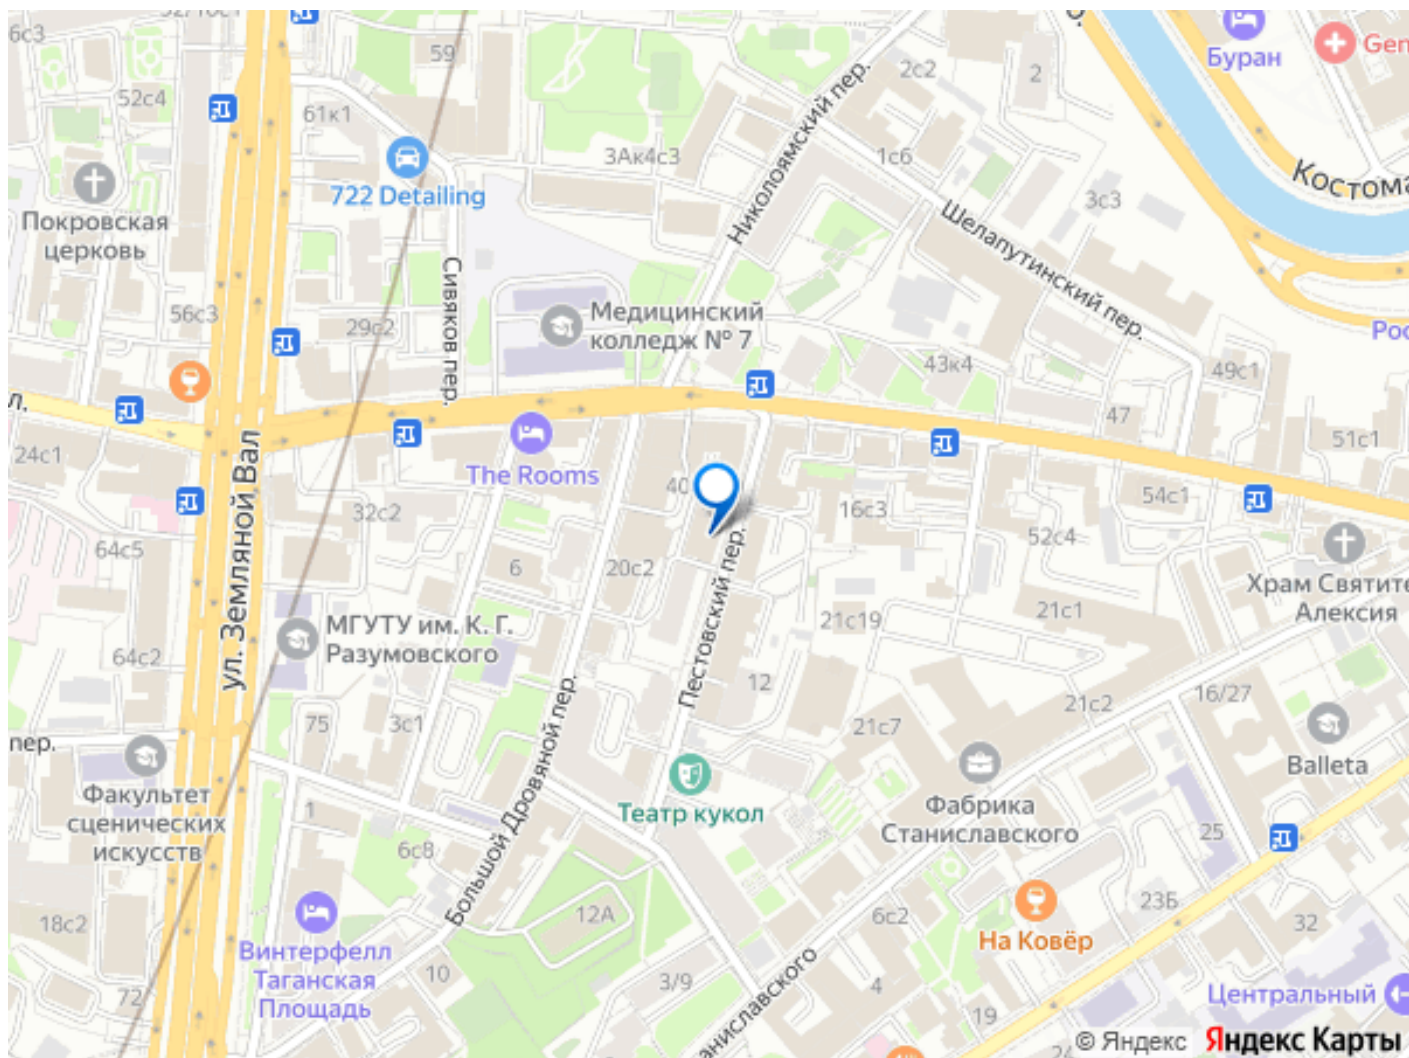 6с3
59
2с2
2
Буран
52с4
61к1
3Ак4с3
1с6
Николоямский пер.
Костома
722 Detailing
3с3
Покровская
церковь
Шелапутинский пер.
Сивяков пер.
56с3
29с2
Медицинский
колледж № 7
43к4
49с1
47
51с1
24с1
ул. Земляной Вал
The Rooms
40
16с3
54с1
32с2
52с4
64с5
6
20с2
Пестовский пер.
Храм Святите
Алексия
21с1
21с19
МГУТУ им. К. Г.
Разумовского
64с2
12
16/27
21с2
75
3с1
21с7
пер.
Большой Дровяной пер.
Balleta
Факультет
сценических
искусств
1
Театр кукол
Фабрика
Станиславского
25
6с8
12А
6с2
23Б
32
18с2
На Ковёр
Винтерфелл
Таганская
Площадь
10
3/9
4
72
аниславского
19
Центральный
© Яндекс Яндекс Карты